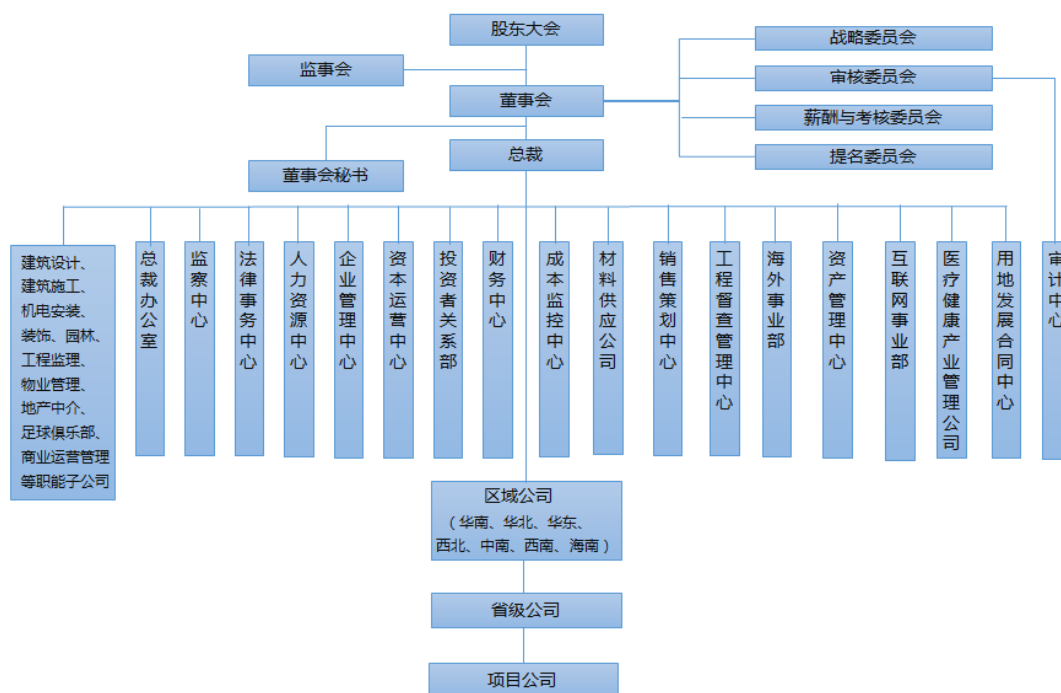 股东大会
监事会
董事会
战略委员会
审核委员会
薪酬与考核委员会
提名委员会
总裁
董事会秘书
建筑设计、
建筑施工、
机电安装、
装饰、园林、
工程监理、
物业管理、
地产中介、
足球俱乐部、
商业运营管理
等职能子公司
总裁办公室
监察中心
法律事务中心
人力资源中心
企业管理中心
资本运营中心
投资者关系部
财务中心
成本监控中心
材料供应公司
销售策划中心
工程督查管理中心
海外事业部
资产管理中心
互联网事业部
医疗健康产业管理公司
用地发展合同中心
审计中心
区域公司
（华南、华北、华东、
西北、中南、西南、海南）
省级公司
项目公司